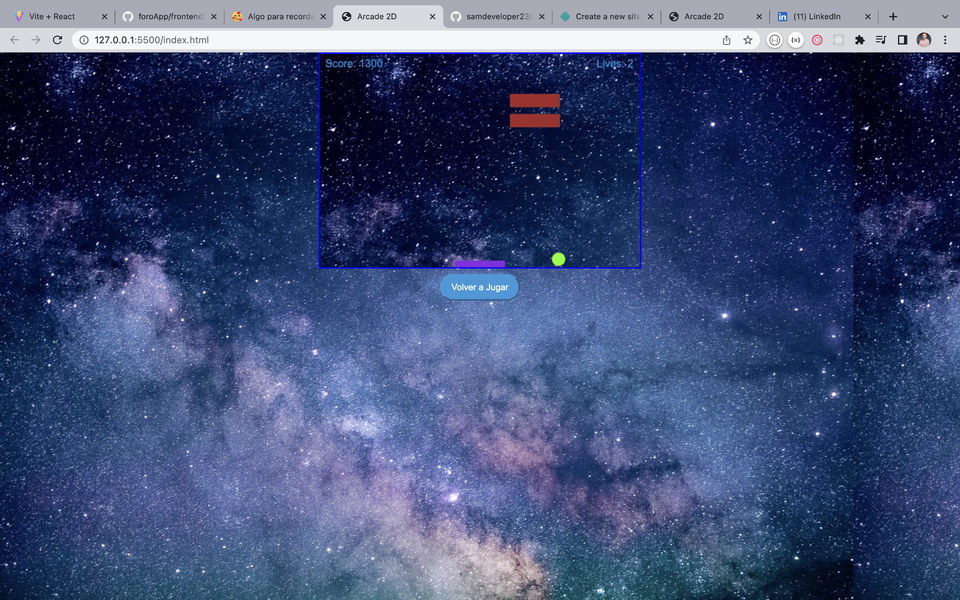 Vite + React
foroApp/frontend
Algo para recorda
Arcade 2D
samdeveloper23/
Create a new site
Arcade 2D
(11) LinkedIn
127.0.0.1:5500/index.html
Score: 1300
Lives: 2
Volver a Jugar